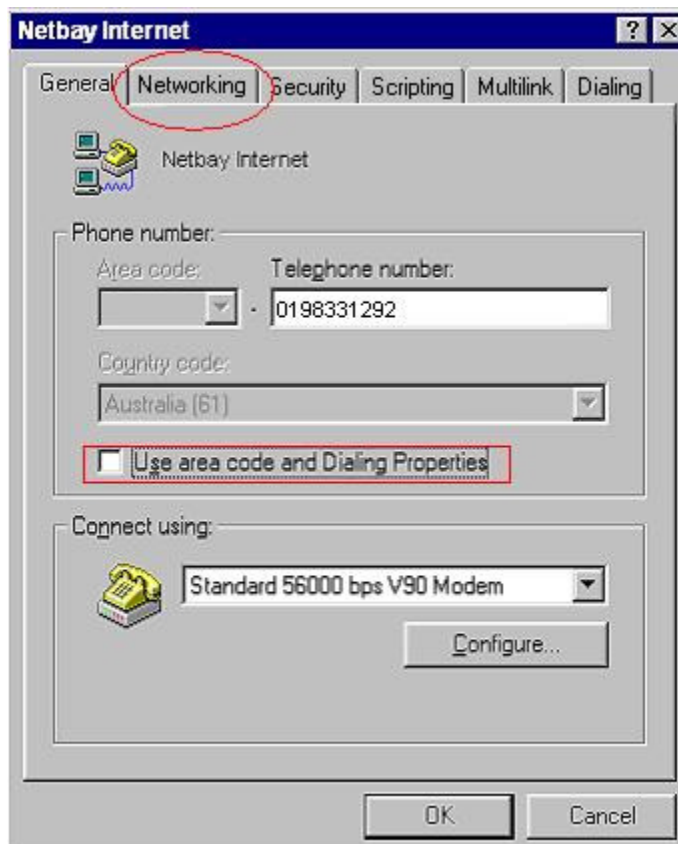 Netbay Internet
General Networking Security Scripting Multilink Dialing
Netbay Internet
Phone number:
Area code: Telephone number:
- 0198331292
Country code:
Australia (61)
Use area code and Dialing Properties
Connect using:
Standard 56000 bps V90 Modem
Configure...
OK Cancel